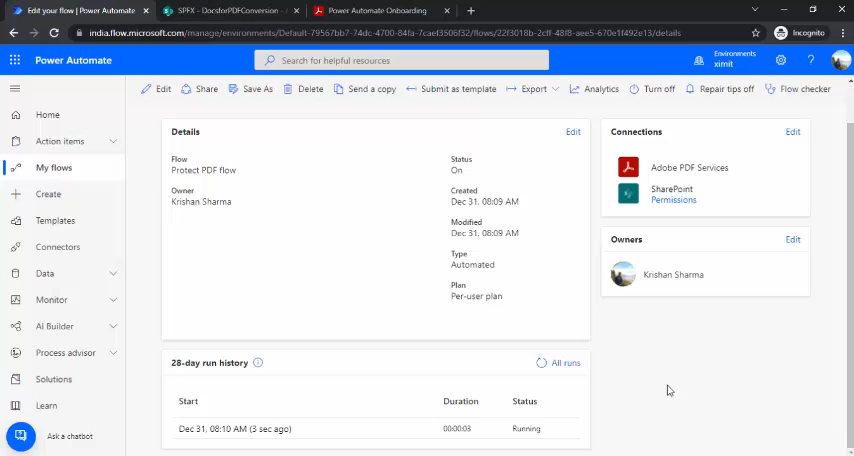 Edit your flow | Power Automate
SPFX - DocsforPDFConversion - A
Power Automate Onboarding
india.flow.microsoft.com/manage/environments/Default-79567bb7-74dc-4700-84fa-7caef3506f32/flows/22f3018b-2cff-48f8-aee5-670e1f492e13/details
Incognito
Power Automate
Search for helpful resources
Environments
ximit
Edit
Share
Save As
Delete
Send a copy
Submit as template
Export
Analytics
Turn off
Repair tips off
Flow checker
Home
Action items
My flows
Create
Templates
Connectors
Data
Monitor
AI Builder
Process advisor
Solutions
Learn
Ask a chatbot
Details
Edit
Flow
Protect PDF flow
Owner
Krishan Sharma
Status
On
Created
Dec 31, 08:09 AM
Modified
Dec 31, 08:09 AM
Type
Automated
Plan
Per-user plan
Connections
Edit
Adobe PDF Services
SharePoint
Permissions
Owners
Edit
Krishan Sharma
28-day run history
All runs
Start
Duration
Status
Dec 31, 08:10 AM (3 sec ago)
00:00:03
Running